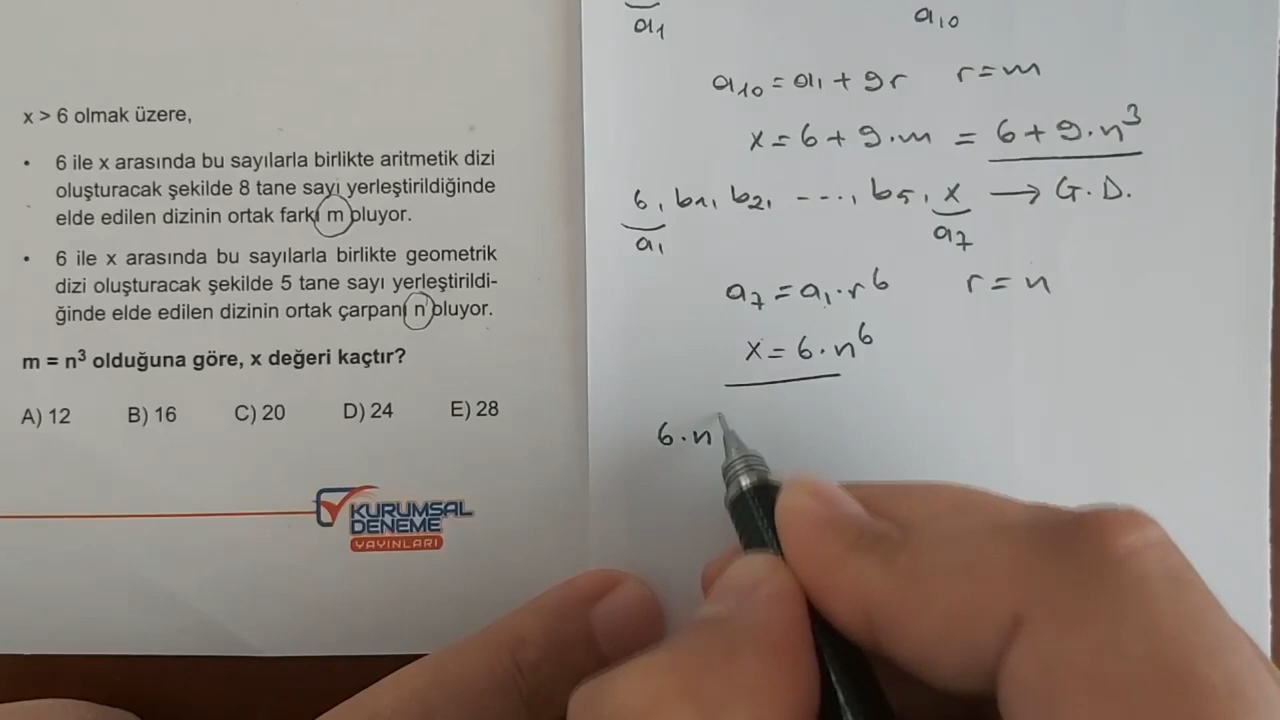 x > 6 olmak üzere,
• 6 ile x arasında bu sayılarla birlikte aritmetik dizi
oluşturacak şekilde 8 tane sayı yerleştirildiğinde
elde edilen dizinin ortak farkı m oluyor.
• 6 ile x arasında bu sayılarla birlikte geometrik
dizi oluşturacak şekilde 5 tane sayı yerleştirildi-
ğinde elde edilen dizinin ortak çarpanı n oluyor.
m = n³ olduğuna göre, x değeri kaçtır?
A) 12 B) 16 C) 20 D) 24 E) 28
KURUMSAL
DENEME
YAYINLARI
a₁ a₁₀
a₁₀ = a₁ + 9r r = m
x = 6 + 9·m = 6 + 9·n³
6, b₁, b₂, ---, b₅, x → G.D.
a₁ a₇
a₇ = a₁·r⁶ r = n
x = 6·n⁶
6·n